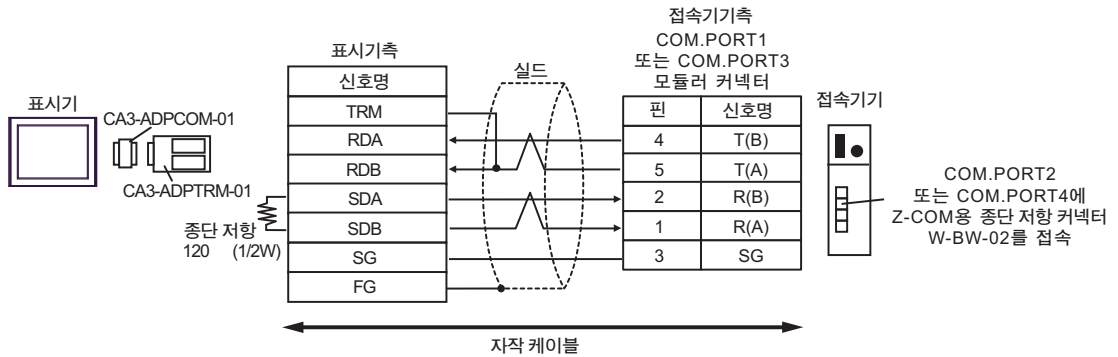 표시기
CA3-ADPCOM-01
CA3-ADPTRM-01
종단 저항
120 (1/2W)
표시기측
신호명
TRM
RDA
RDB
SDA
SDB
SG
FG
실드
접속기기측
COM.PORT1
또는 COM.PORT3
모듈러 커넥터
핀 신호명
4 T(B)
5 T(A)
2 R(B)
1 R(A)
3 SG
접속기기
COM.PORT2
또는 COM.PORT4에
Z-COM용 종단 저항 커넥터
W-BW-02를 접속
자작 케이블